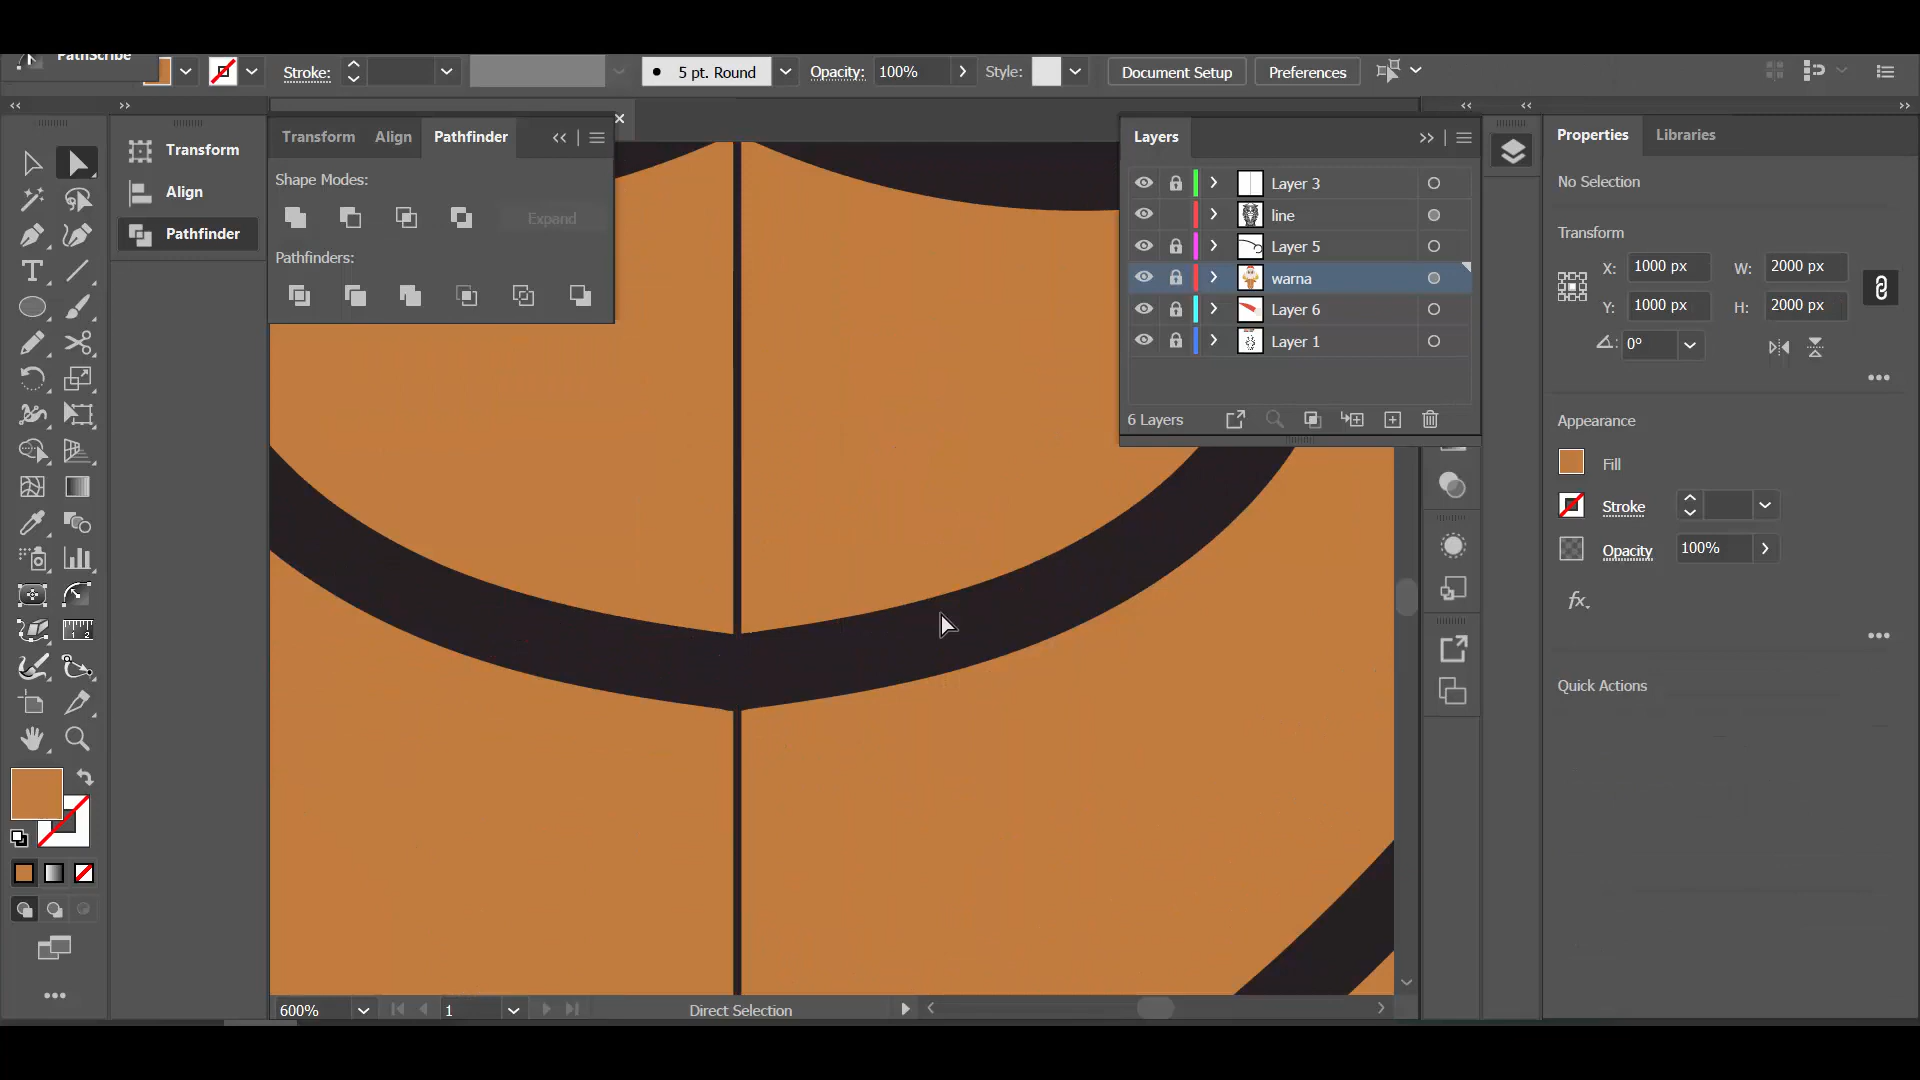 PathScribe
Stroke:
5 pt. Round
Opacity: 100%
Style:
Document Setup
Preferences
Transform
Align
Pathfinder
Transform Align Pathfinder
Shape Modes:
Expand
Pathfinders:
Layers
Layer 3
line
Layer 5
warna
Layer 6
Layer 1
6 Layers
Properties Libraries
No Selection
Transform
X: 1000 px W: 2000 px
Y: 1000 px H: 2000 px
0°
Appearance
Fill
Stroke
Opacity 100%
fx
Quick Actions
600%
1
Direct Selection